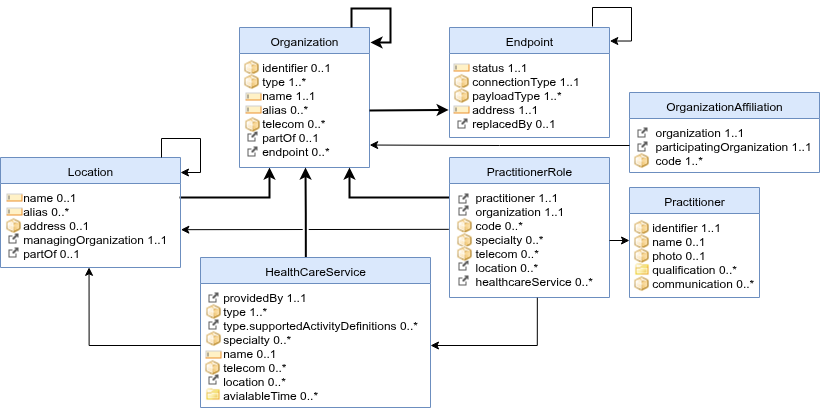 Organization
identifier 0..1
type 1..*
name 1..1
alias 0..*
telecom 0..*
partOf 0..1
endpoint 0..*
Endpoint
status 1..1
connectionType 1..1
payloadType 1..*
address 1..1
replacedBy 0..1
OrganizationAffiliation
organization 1..1
participatingOrganization 1..1
code 1..*
Location
name 0..1
alias 0..*
address 0..1
managingOrganization 1..1
partOf 0..1
PractitionerRole
practitioner 1..1
organization 1..1
code 0..*
specialty 0..*
telecom 0..*
location 0..*
healthcareService 0..*
Practitioner
identifier 1..1
name 0..1
photo 0..1
qualification 0..*
communication 0..*
HealthCareService
providedBy 1..1
type 1..*
type.supportedActivityDefinitions 0..*
specialty 0..*
name 0..1
telecom 0..*
location 0..*
avialableTime 0..*